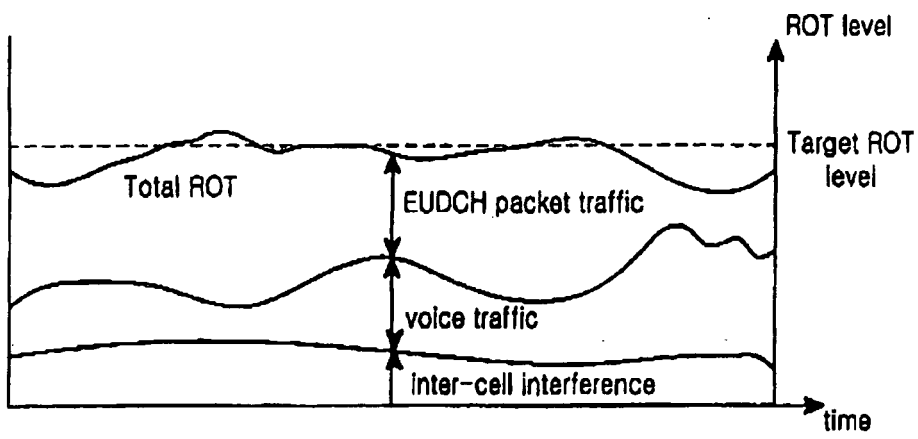 ROT level
Target ROT
level
Total ROT
EUDCH packet traffic
voice traffic
inter-cell interference
time